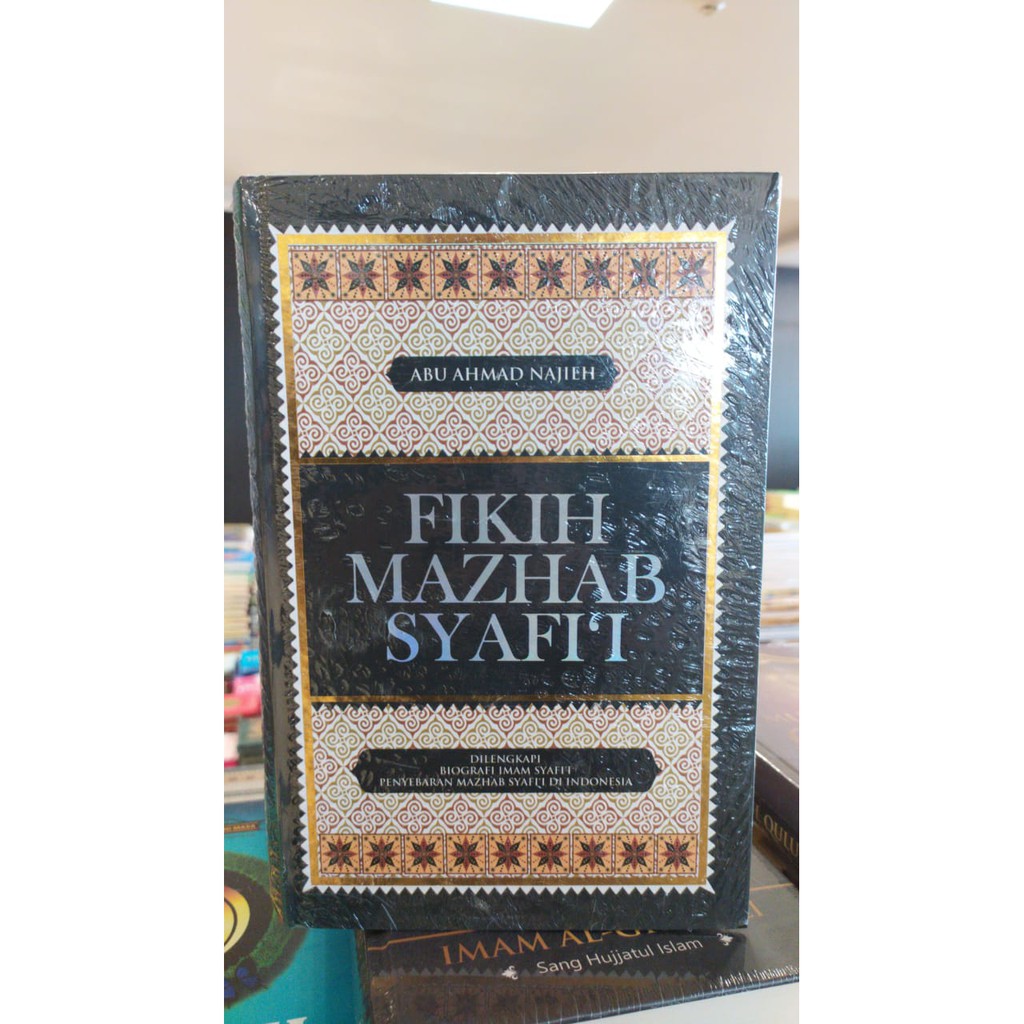 ABU AHMAD NAJIEH
FIKIH
MAZHAB
SYAFI'I
DILENGKAPI
BIOGRAFI IMAM SYAFI'I
PENYEBARAN MAZHAB SYAFI'I DI INDONESIA
IMAM
Sang Hujjatul Islam